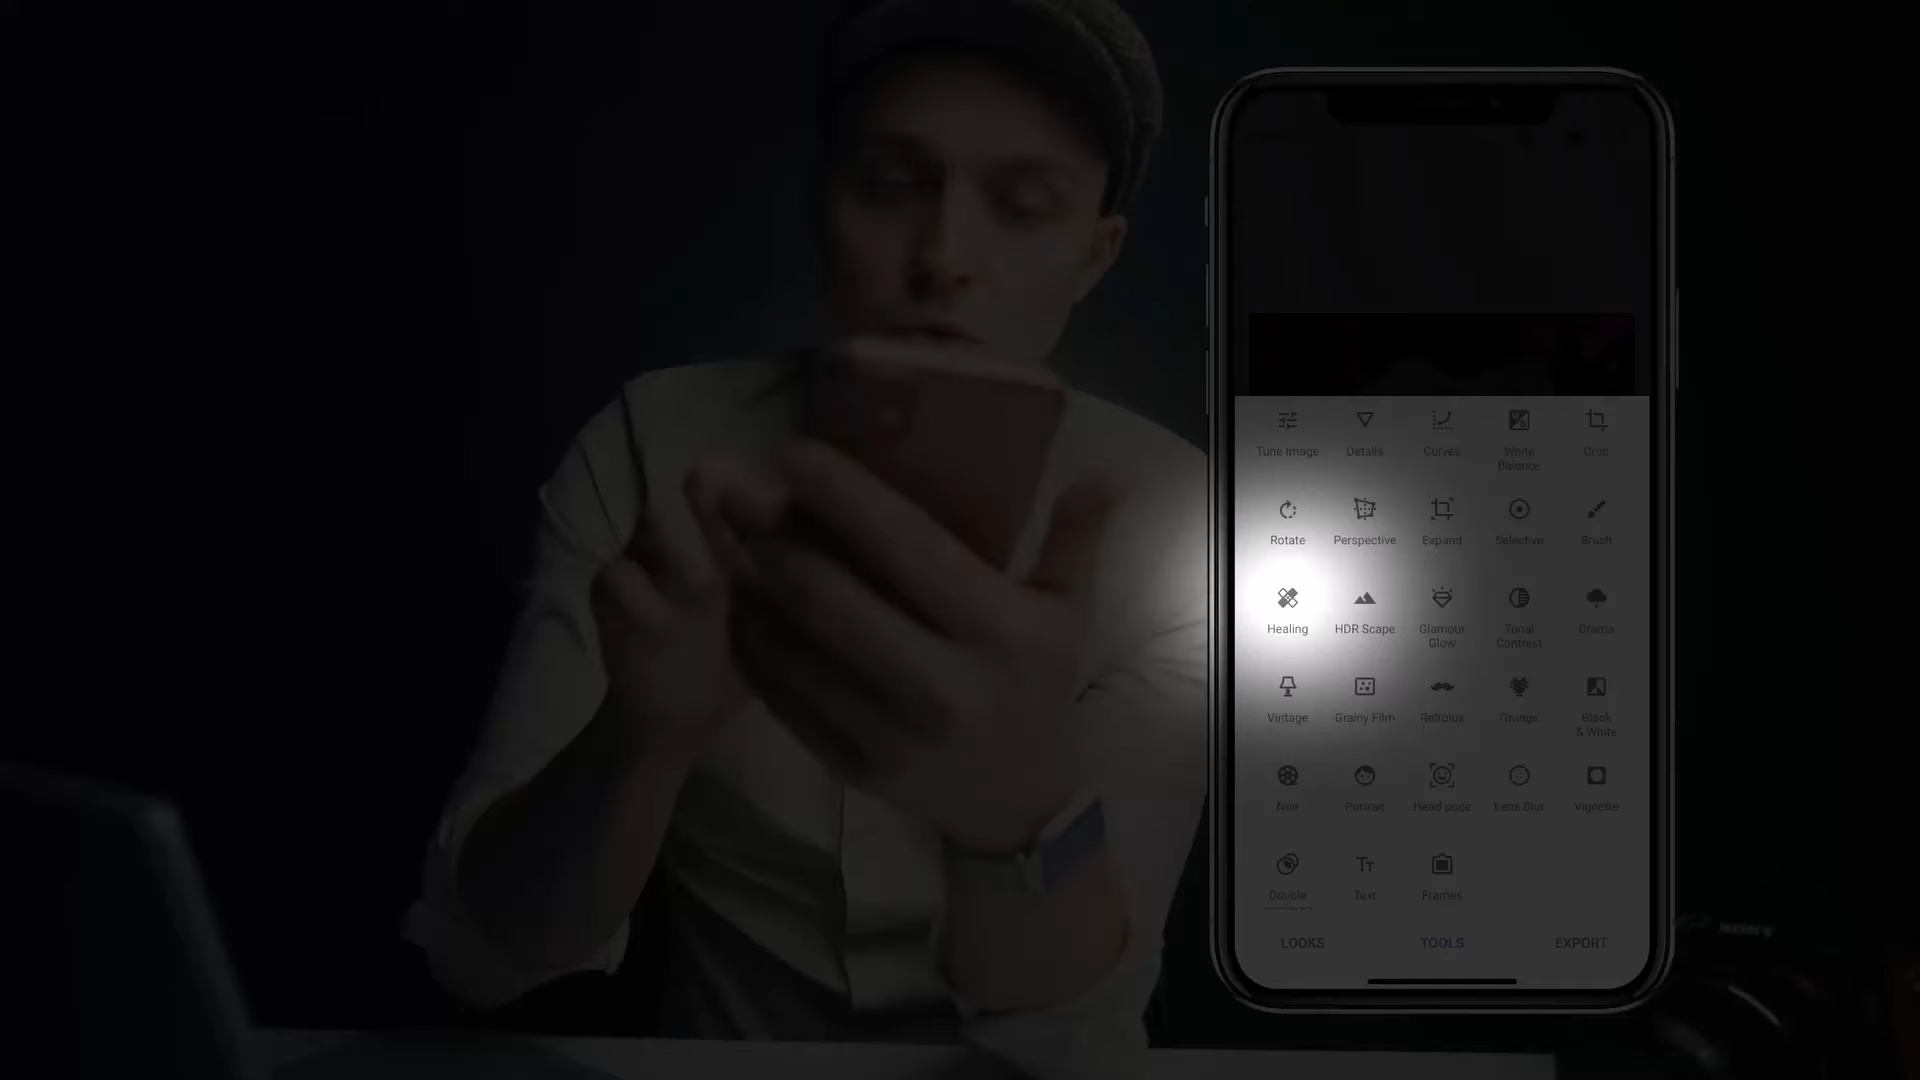 Tune Image Details Curves White Crop
Balance
Rotate Perspective Expand Selective Brush
Healing HDR Scape Glamour Tonal Drama
Glow Contrast
Vintage Grainy Film Retrolux Grunge Black
& White
Noir Portrait Head pose Lens Blur Vignette
Double Text Frames
LOOKS TOOLS EXPORT
SONY